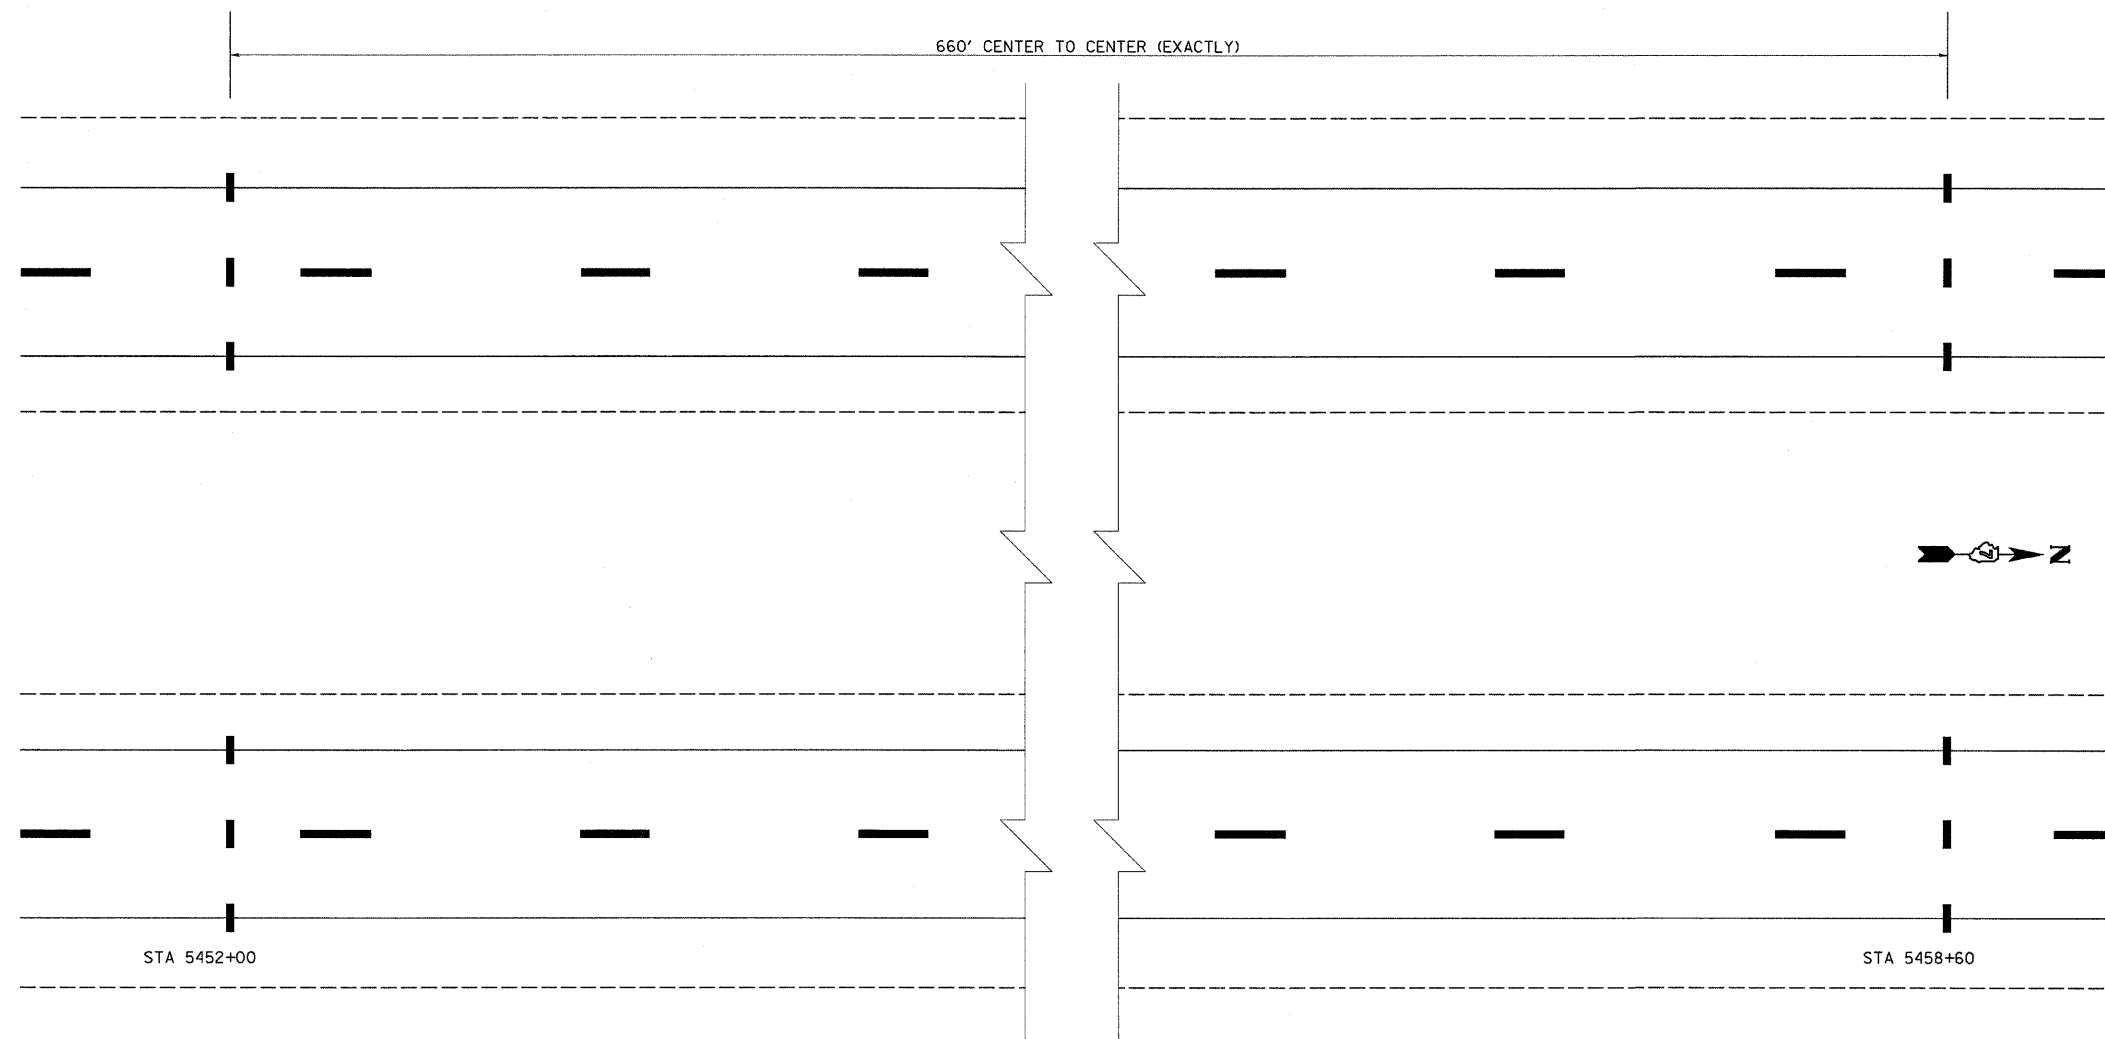 660' CENTER TO CENTER (EXACTLY)
N
STA 5452+00
STA 5458+60